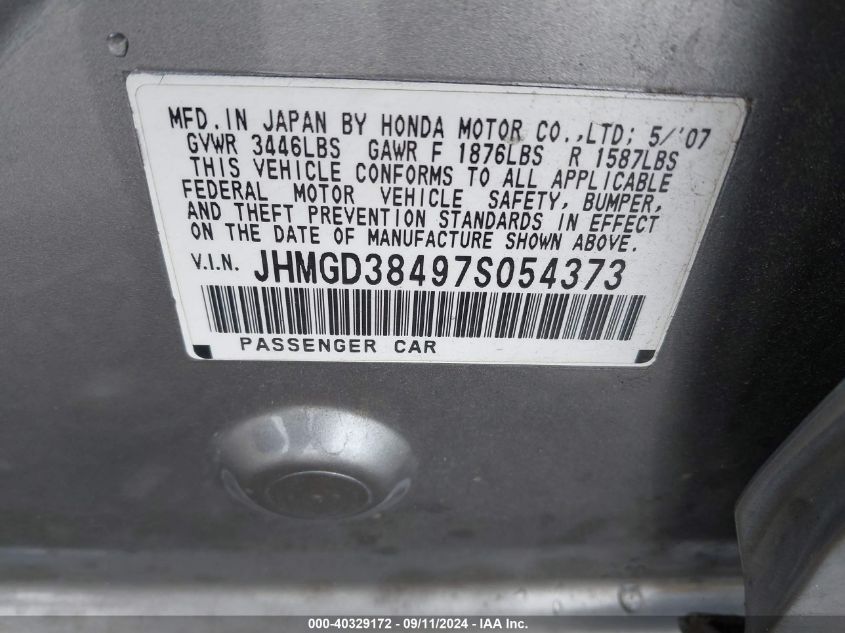 MFD. IN JAPAN BY HONDA MOTOR CO., LTD; 5/'07
GVWR 3446LBS GAWR F 1876LBS R 1587LBS
THIS VEHICLE CONFORMS TO ALL APPLICABLE
FEDERAL MOTOR VEHICLE SAFETY, BUMPER,
AND THEFT PREVENTION STANDARDS IN EFFECT
ON THE DATE OF MANUFACTURE SHOWN ABOVE.
V.I.N. JHMGD38497S054373
PASSENGER CAR
000-40329172 - 09/11/2024 - IAA Inc.